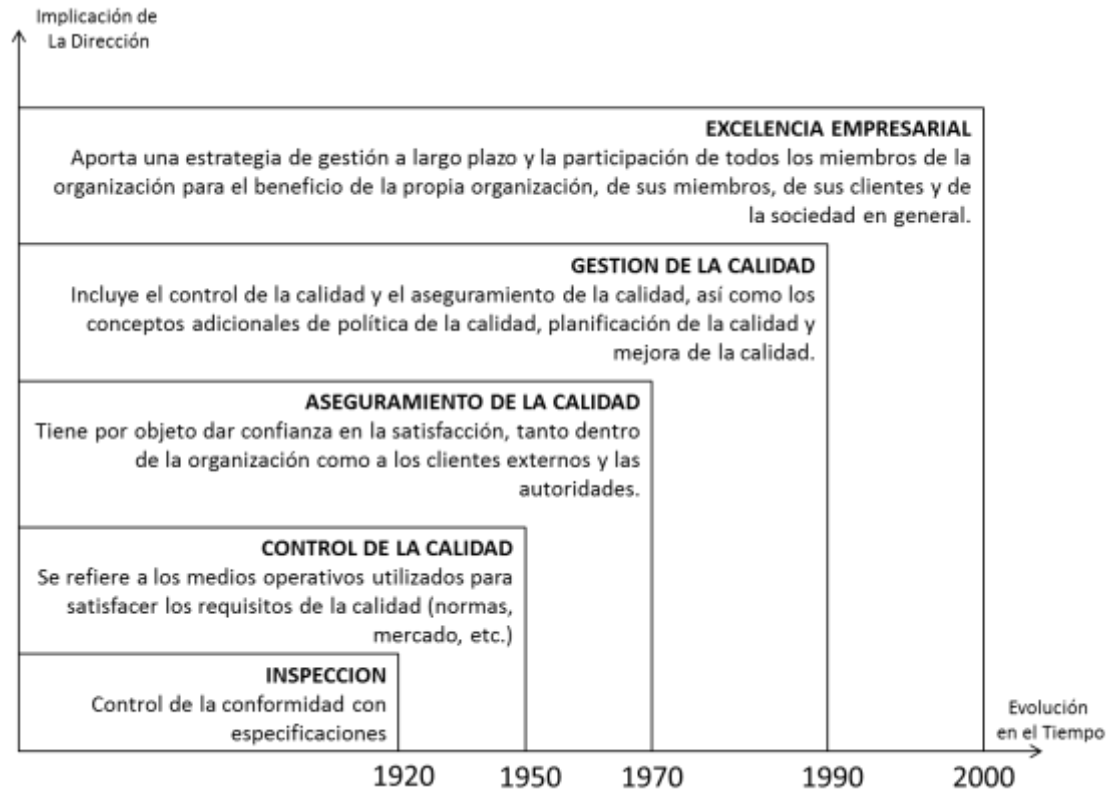 Implicación de
La Dirección
EXCELENCIA EMPRESARIAL
Aporta una estrategia de gestión a largo plazo y la participación de todos los miembros de la
organización para el beneficio de la propia organización, de sus miembros, de sus clientes y de
la sociedad en general.
GESTION DE LA CALIDAD
Incluye el control de la calidad y el aseguramiento de la calidad, así como los
conceptos adicionales de política de la calidad, planificación de la calidad y
mejora de la calidad.
ASEGURAMIENTO DE LA CALIDAD
Tiene por objeto dar confianza en la satisfacción, tanto dentro
de la organización como a los clientes externos y las
autoridades.
CONTROL DE LA CALIDAD
Se refiere a los medios operativos utilizados para
satisfacer los requisitos de la calidad (normas,
mercado, etc.)
INSPECCION
Control de la conformidad con
especificaciones
Evolución
en el Tiempo
1920 1950 1970 1990 2000